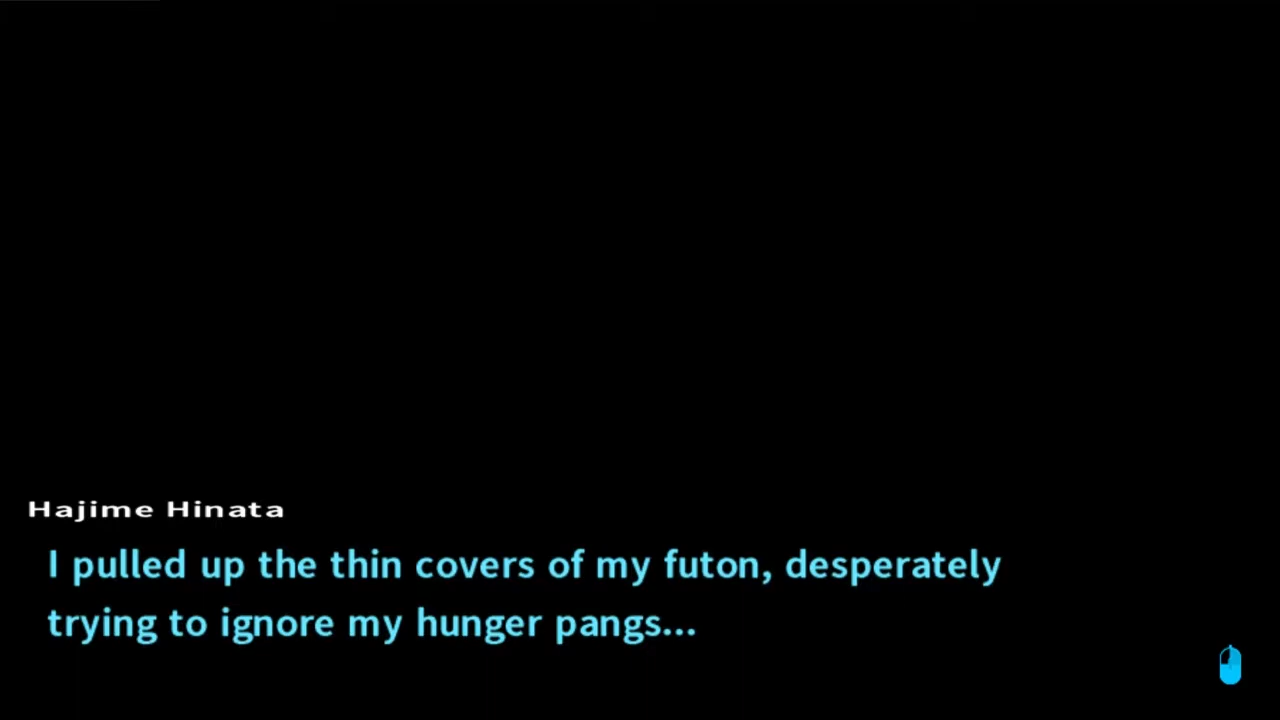 Hajime Hinata
I pulled up the thin covers of my futon, desperately
trying to ignore my hunger pangs...